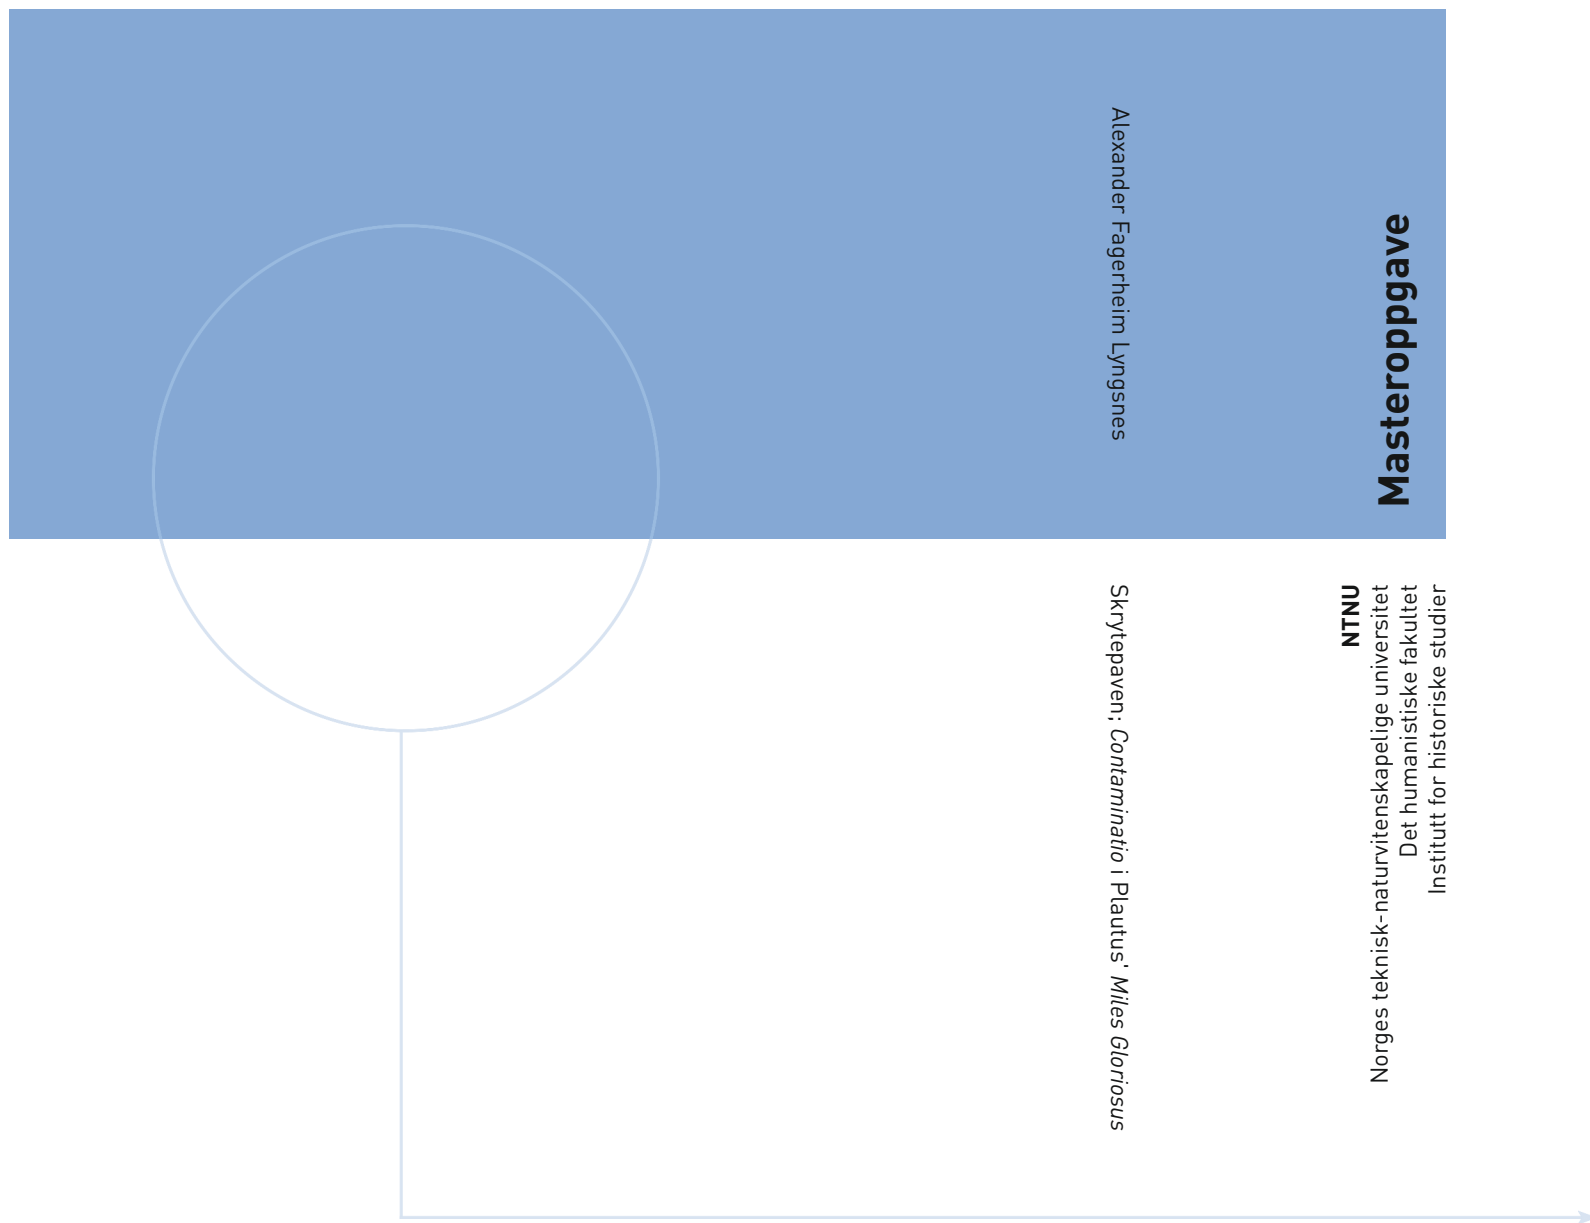 Alexander Fagerheim Lyngsnes
Skrytepaven; Contaminatio i Plautus' Miles Gloriosus
Masteroppgave
NTNU
Norges teknisk-naturvitenskapelige universitet
Det humanistiske fakultet
Institutt for historiske studier